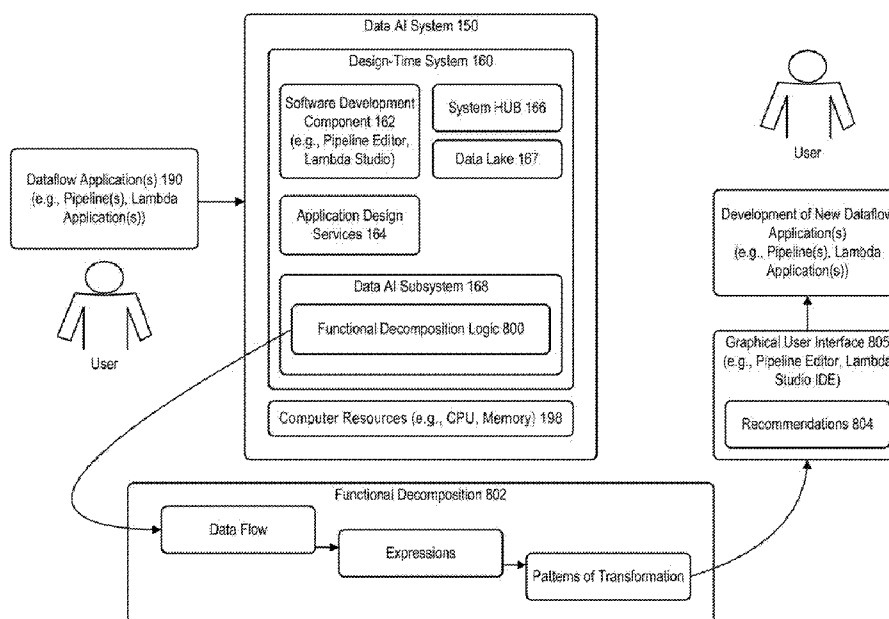 Data AI System 150
Design-Time System 160
Software Development
Component 162
(e.g., Pipeline Editor,
Lambda Studio)
System HUB 166
Data Lake 167
Application Design
Services 164
Data AI Subsystem 168
Functional Decomposition Logic 800
Computer Resources (e.g., CPU, Memory) 198
Dataflow Application(s) 190
(e.g., Pipeline(s), Lambda
Application(s))
User
User
Development of New Dataflow
Application(s)
(e.g., Pipeline(s), Lambda
Application(s))
Graphical User Interface 805
(e.g., Pipeline Editor, Lambda
Studio IDE)
Recommendations 804
Functional Decomposition 802
Data Flow
Expressions
Patterns of Transformation